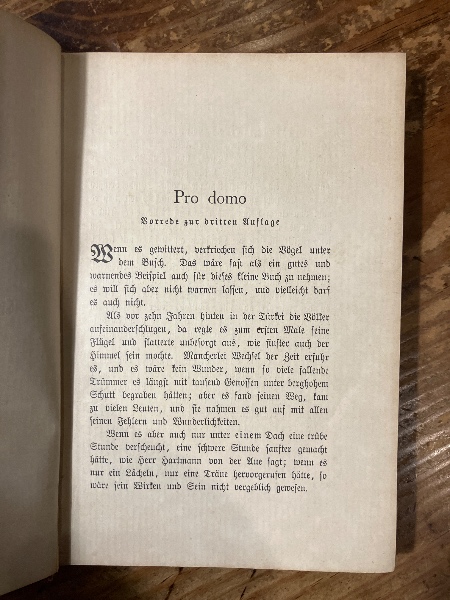 Pro domo
Vorrede zur dritten Auflage
Wenn es gewittert, verkriechen sich die Vögel unter
dem Busch. Das wäre fast als ein gutes und
warnendes Beispiel auch für dieses kleine Buch zu nehmen;
es will sich aber nicht warnen lassen, und vielleicht darf
es auch nicht.
Als vor zehn Jahren hinten in der Türkei die Völker
aufeinanderschlugen, da regte es zum ersten Male seine
Flügel und flatterte unbesorgt aus, wie finster auch der
Himmel sein mochte. Mancherlei Wechsel der Zeit erfuhr
es, und es wäre kein Wunder, wenn so viele fallende
Trümmer es längst mit tausend Genossen unter berghohem
Schutt begraben hätten; aber es fand seinen Weg, kam
zu vielen Leuten, und sie nahmen es gut auf mit allen
seinen Fehlern und Wunderlichkeiten.
Wenn es aber auch nur unter einem Dach eine trübe
Stunde verscheucht, eine schwere Stunde sanfter gemacht
hätte, wie Herr Hartmann von der Aue sagt; wenn es
nur ein Lächeln, nur eine Träne hervorgerufen hätte, so
wäre sein Wirken und Sein nicht vergeblich gewesen.